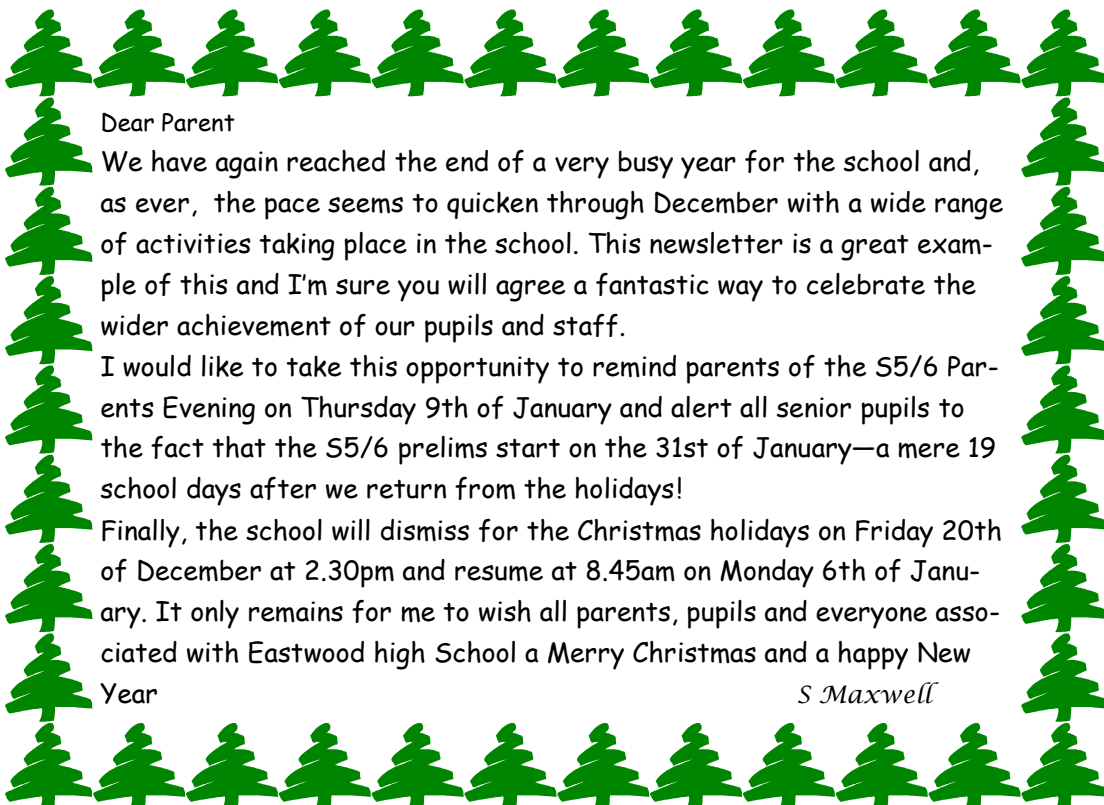 Dear Parent
We have again reached the end of a very busy year for the school and,
as ever,  the pace seems to quicken through December with a wide range
of activities taking place in the school. This newsletter is a great exam-
ple of this and I’m sure you will agree a fantastic way to celebrate the
wider achievement of our pupils and staff.
I would like to take this opportunity to remind parents of the S5/6 Par-
ents Evening on Thursday 9th of January and alert all senior pupils to
the fact that the S5/6 prelims start on the 31st of January—a mere 19
school days after we return from the holidays!
Finally, the school will dismiss for the Christmas holidays on Friday 20th
of December at 2.30pm and resume at 8.45am on Monday 6th of Janu-
ary. It only remains for me to wish all parents, pupils and everyone asso-
ciated with Eastwood high School a Merry Christmas and a happy New
Year S Maxwell